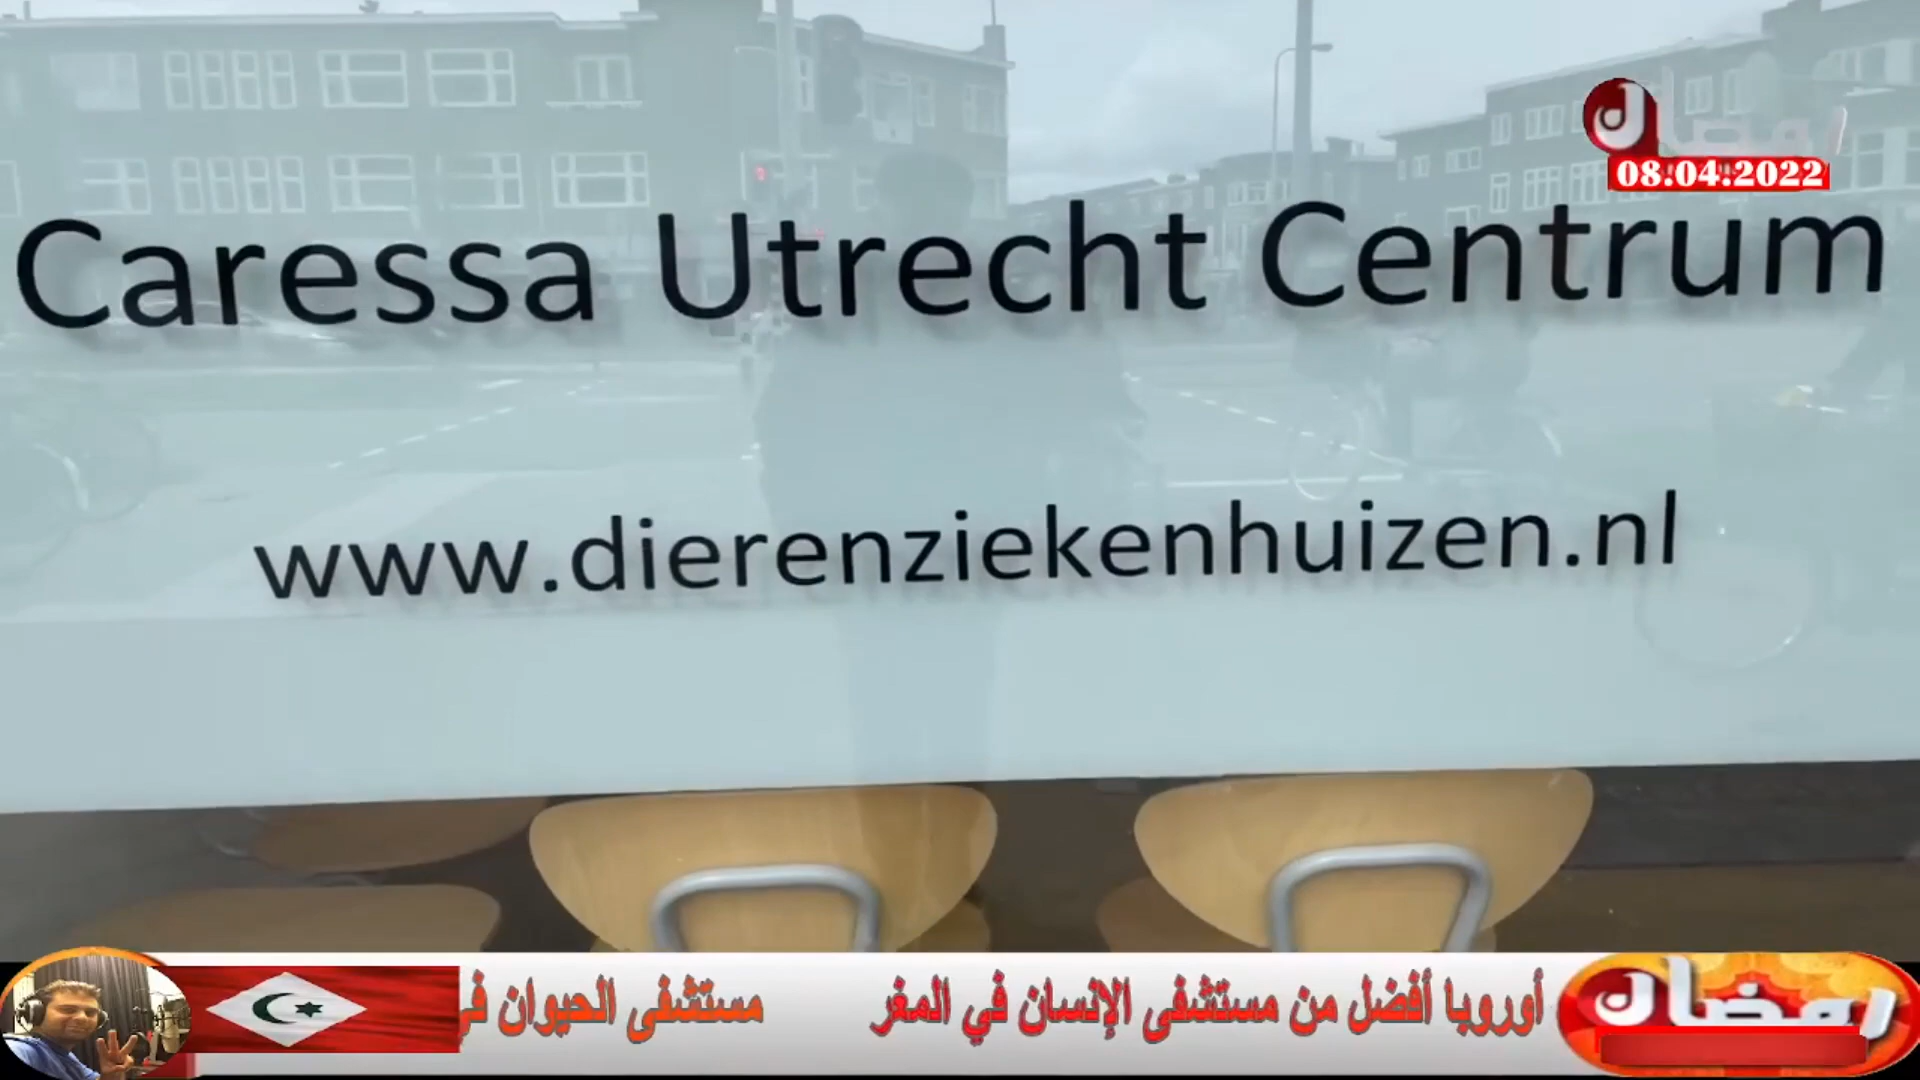 رمضان
08.04.2022
Caressa Utrecht Centrum
www.dierenziekenhuizen.nl
أوروبا أفضل من مستشفى الإنسان في المغر
مستشفى الحيوان في
رمضان